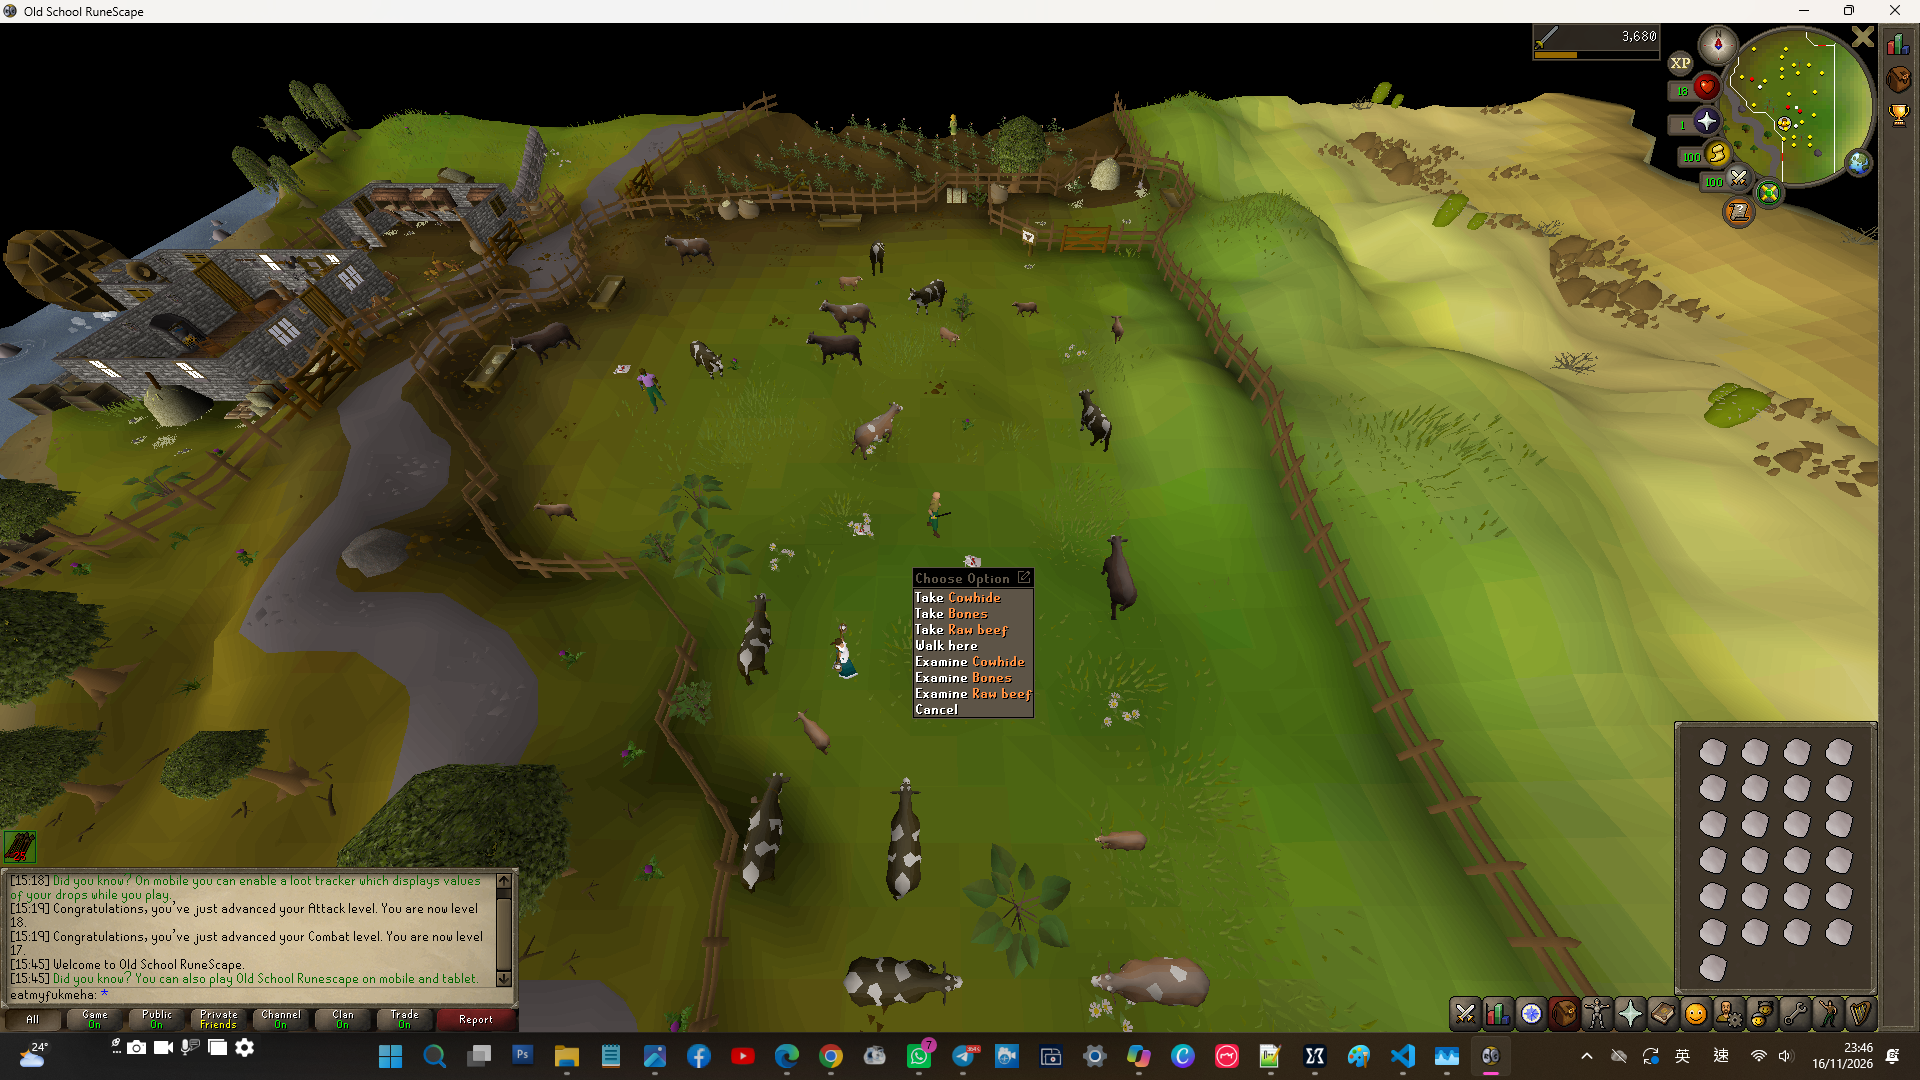 Old School RuneScape
3,680
N
XP
18
1
100
100
Choose Option
Take Cowhide
Take Bones
Take Raw beef
Walk here
Examine Cowhide
Examine Bones
Examine Raw beef
Cancel
23
[15:18] Did you know? On mobile you can enable a loot tracker which displays values
of your drops while you play.
[15:19] Congratulations, you've just advanced your Attack level. You are now level
18.
[15:19] Congratulations, you've just advanced your Combat level. You are now level
17.
[15:45] Welcome to Old School RuneScape.
[15:45] Did you know? You can also play Old School Runescape on mobile and tablet.
eatmyfukmeha: *
All
Game
On
Public
On
Private
Friends
Channel
On
Clan
On
Trade
On
Report
24°
Ps
7
英
速
23:46
16/11/2026